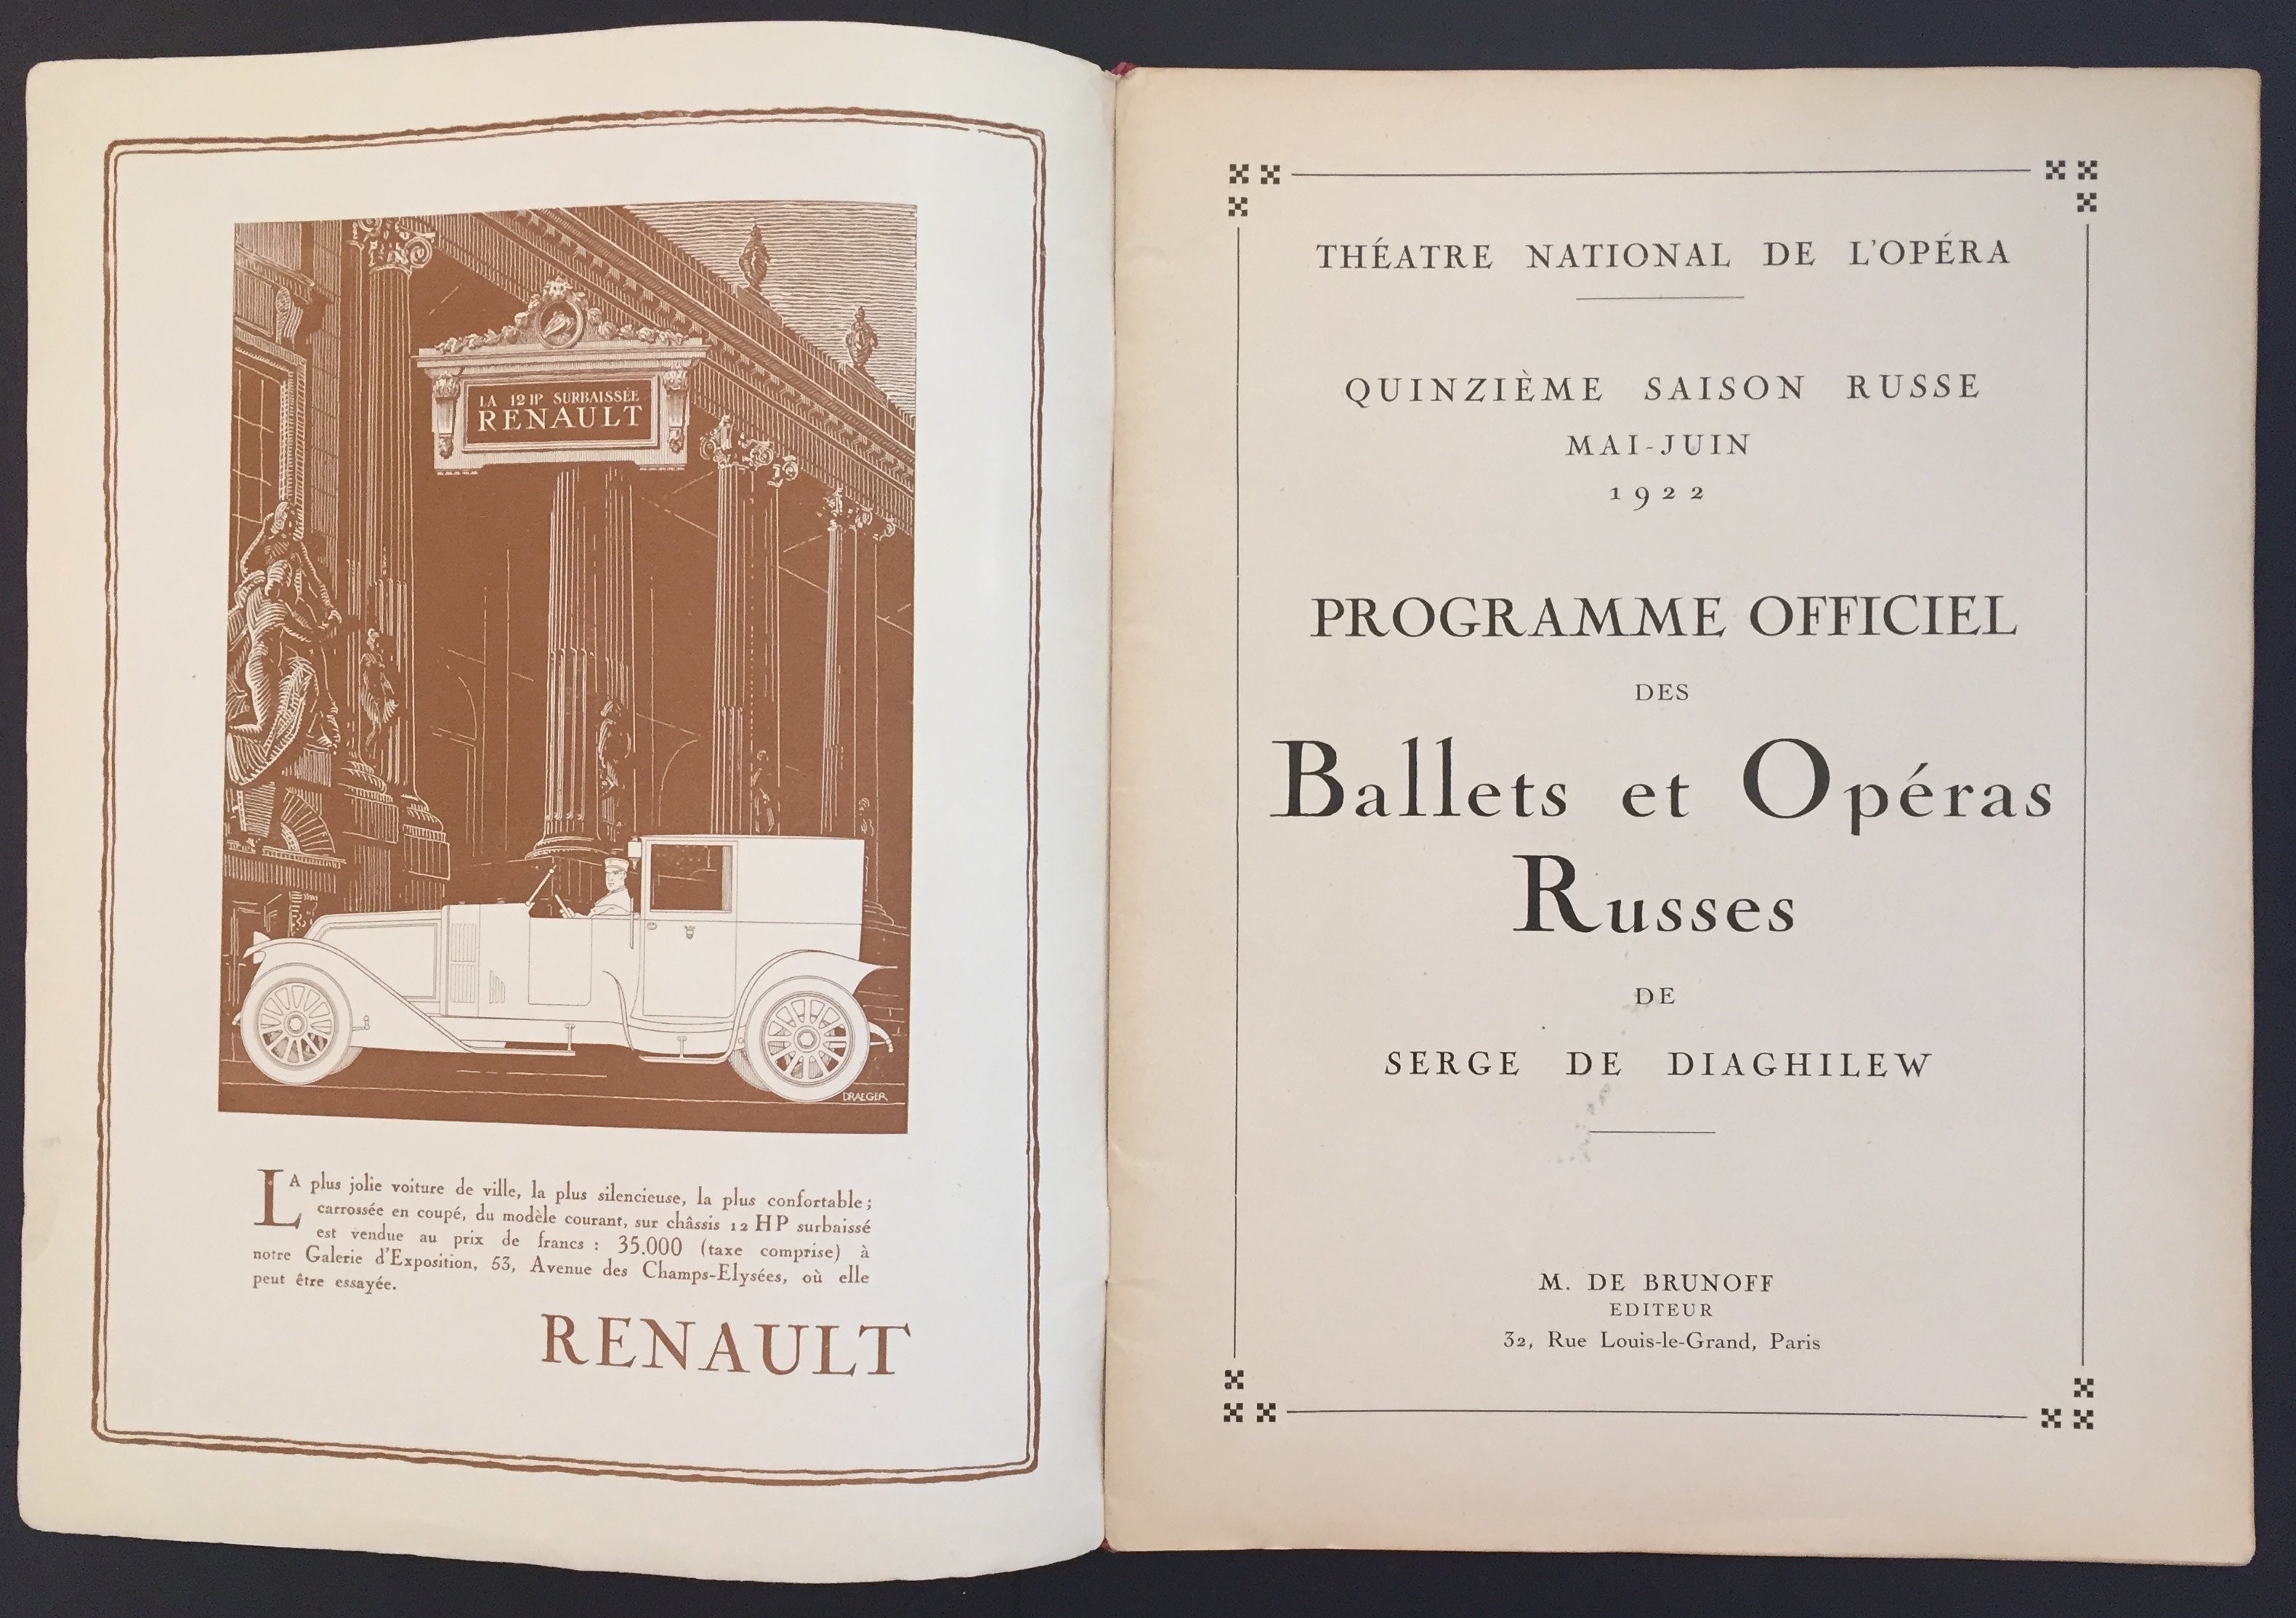 LA 12 HP SURBAISSÉE
RENAULT
DRAEGER
LA plus jolie voiture de ville, la plus silencieuse, la plus confortable;
carrossée en coupé, du modèle courant, sur châssis 12 HP surbaissé
est vendue au prix de francs : 35.000 (taxe comprise) à
notre Galerie d'Exposition, 53, Avenue des Champs-Elysées, où elle
peut être essayée.
RENAULT
THÉATRE NATIONAL DE L'OPÉRA
QUINZIÈME SAISON RUSSE
MAI-JUIN
1922
PROGRAMME OFFICIEL
DES
Ballets et Opéras
Russes
DE
SERGE DE DIAGHILEW
M. DE BRUNOFF
EDITEUR
32, Rue Louis-le-Grand, Paris